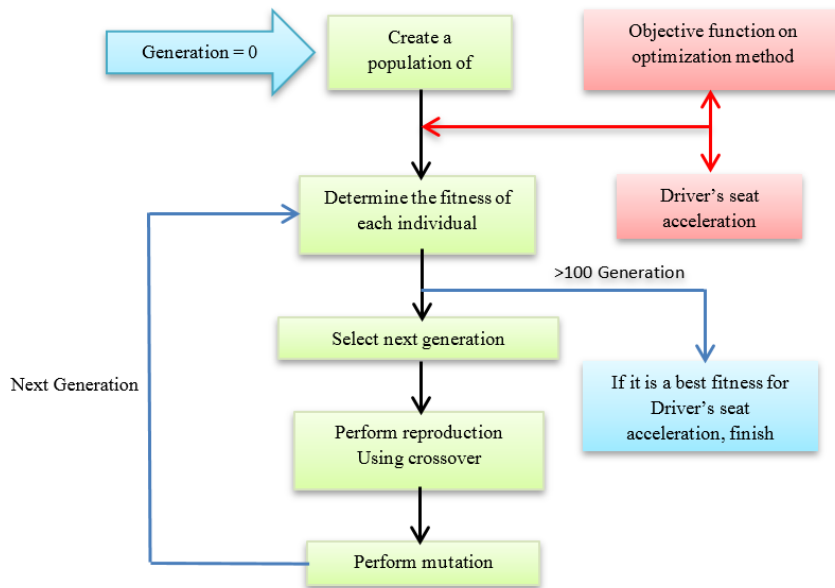 Generation = 0
Create a
population of
Objective function on
optimization method
Determine the fitness of
each individual
Driver's seat
acceleration
>100 Generation
Select next generation
Next Generation
If it is a best fitness for
Driver's seat
acceleration, finish
Perform reproduction
Using crossover
Perform mutation